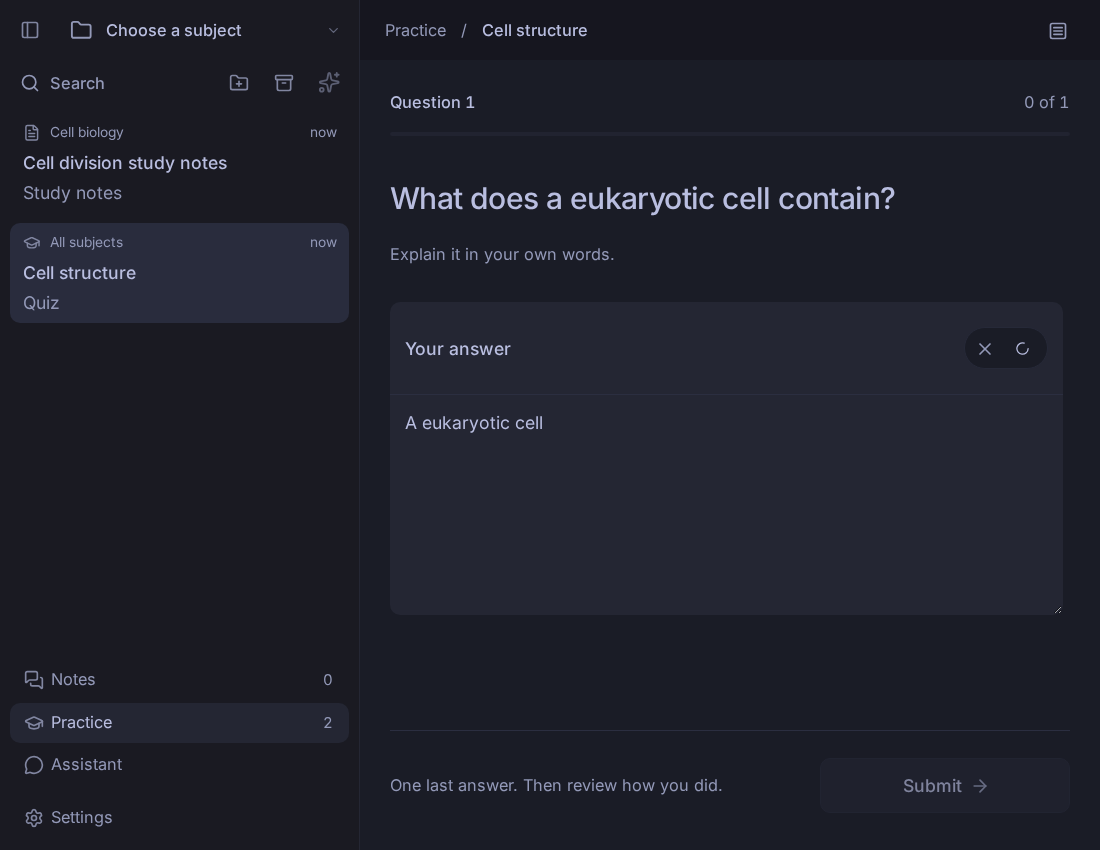 Choose a subject
Search
Cell biology now
Cell division study notes
Study notes
All subjects now
Cell structure
Quiz
Notes 0
Practice 2
Assistant
Settings
Practice / Cell structure
Question 1 0 of 1
What does a eukaryotic cell contain?
Explain it in your own words.
Your answer
A eukaryotic cell
One last answer. Then review how you did.
Submit